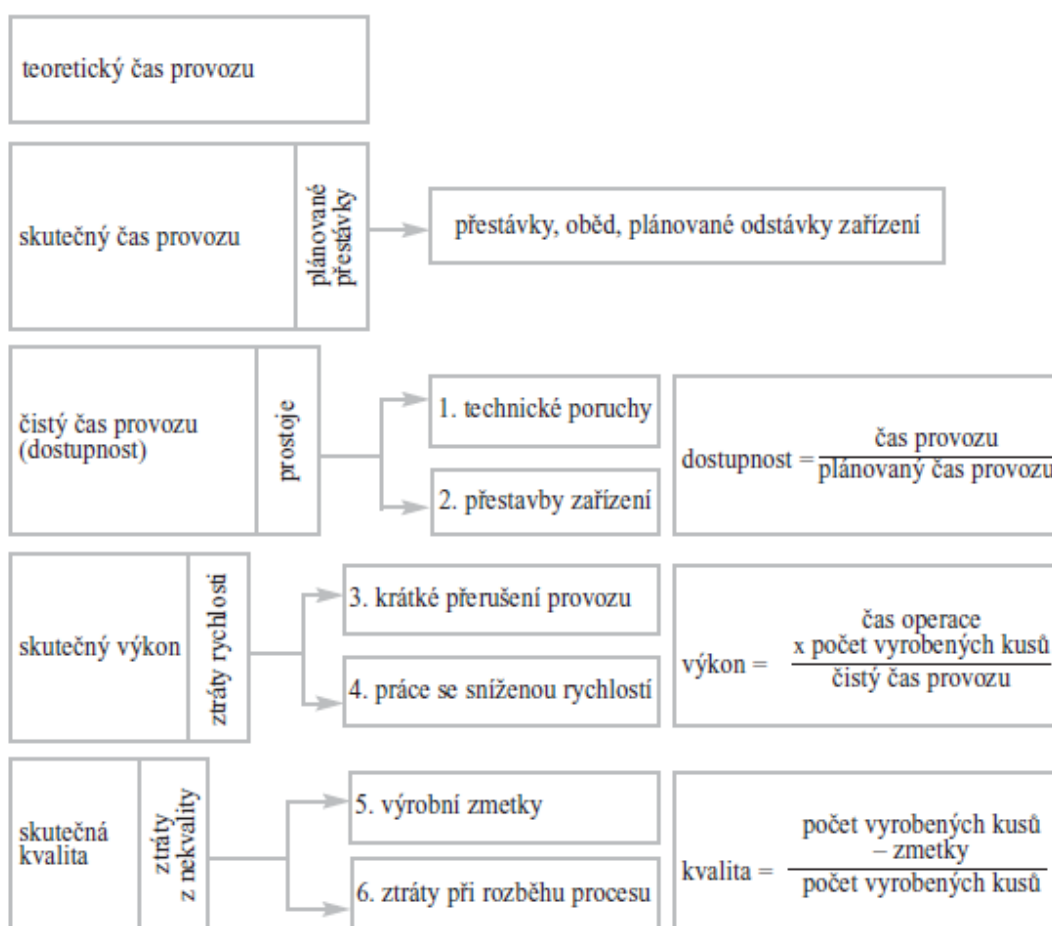 teoretický čas provozu
skutečný čas provozu
plánované
přestávky
přestávky, oběd, plánované odstávky zařízení
čistý čas provozu
(dostupnost)
prostoje
1. technické poruchy
2. přestavby zařízení
dostupnost =
čas provozu
plánovaný čas provozu
skutečný výkon
ztráty rychlosti
3. krátké přerušení provozu
4. práce se sníženou rychlostí
výkon =
čas operace
x počet vyrobených kusů
čistý čas provozu
skutečná
kvalita
ztráty
z nekvality
5. výrobní zmetky
6. ztráty při rozběhu procesu
kvalita =
počet vyrobených kusů
– zmetky
počet vyrobených kusů